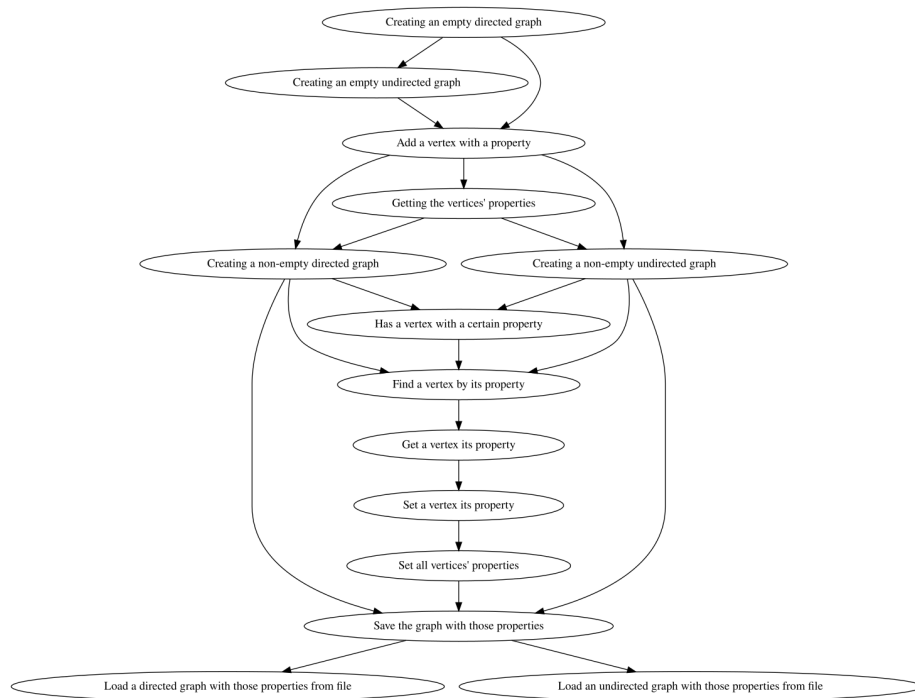 Creating an empty directed graph
Creating an empty undirected graph
Add a vertex with a property
Getting the vertices' properties
Creating a non-empty directed graph
Creating a non-empty undirected graph
Has a vertex with a certain property
Find a vertex by its property
Get a vertex its property
Set a vertex its property
Set all vertices' properties
Save the graph with those properties
Load a directed graph with those properties from file
Load an undirected graph with those properties from file